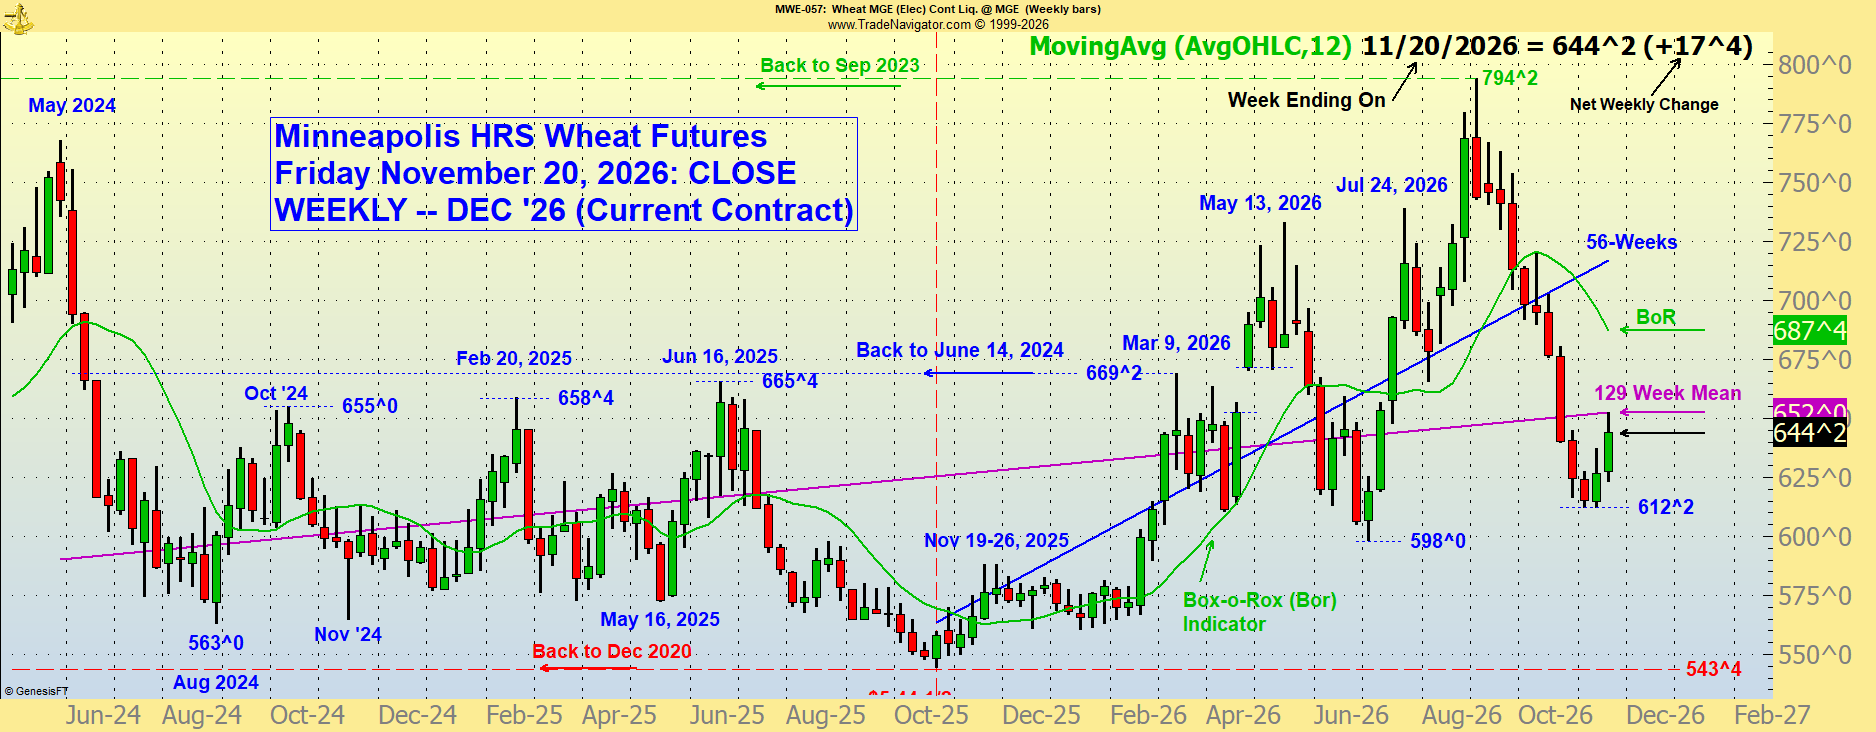 MWE-057: Wheat MGE (Elec) Cont Liq. @ MGE (Weekly bars)
www.TradeNavigator.com © 1999-2026
MovingAvg (AvgOHLC,12) 11/20/2026 = 644^2 (+17^4)
Back to Sep 2023
794^2
Week Ending On
Net Weekly Change
May 2024
Minneapolis HRS Wheat Futures
Friday November 20, 2026: CLOSE
WEEKLY -- DEC '26 (Current Contract)
Jul 24, 2026
May 13, 2026
56-Weeks
BoR
Mar 9, 2026
Back to June 14, 2024
669^2
Feb 20, 2025
Jun 16, 2025
665^4
Oct '24
655^0
658^4
129 Week Mean
612^2
598^0
Nov 19-26, 2025
Box-o-Rox (Bor)
Indicator
May 16, 2025
Nov '24
563^0
Back to Dec 2020
543^4
Aug 2024
© GenesisFT
800^0
775^0
750^0
725^0
700^0
687^4
675^0
652^0
644^2
625^0
600^0
575^0
550^0
Jun-24 Aug-24 Oct-24 Dec-24 Feb-25 Apr-25 Jun-25 Aug-25 Oct-25 Dec-25 Feb-26 Apr-26 Jun-26 Aug-26 Oct-26 Dec-26 Feb-27